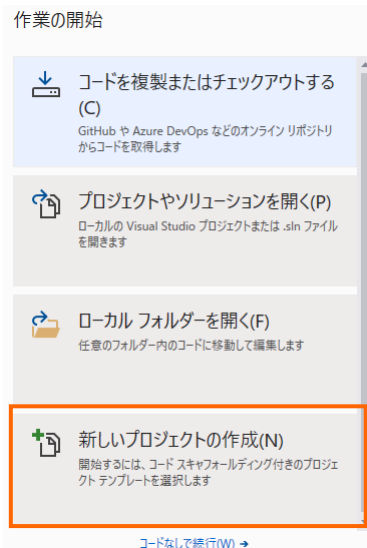 作業の開始
コードを複製またはチェックアウトする
(C)
GitHub や Azure DevOps などのオンライン リポジトリ
からコードを取得します
プロジェクトやソリューションを開く(P)
ローカルの Visual Studio プロジェクトまたは .sln ファイル
を開きます
ローカル フォルダーを開く(F)
任意のフォルダー内のコードに移動して編集します
新しいプロジェクトの作成(N)
開始するには、コード スキャフォールディング付きのプロジェ
クト テンプレートを選択します
コードなしで続行(W) →